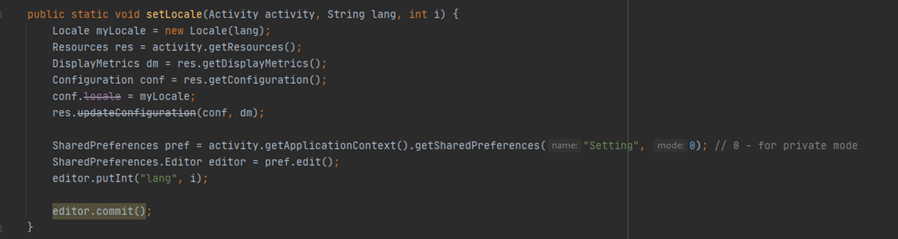 public static void setLocale(Activity activity, String lang, int i) {
Locale myLocale = new Locale(lang);
Resources res = activity.getResources();
DisplayMetrics dm = res.getDisplayMetrics();
Configuration conf = res.getConfiguration();
conf.locale = myLocale;
res.updateConfiguration(conf, dm);
SharedPreferences pref = activity.getApplicationContext().getSharedPreferences( name: "Setting", mode: 0); // 0 - for private mode
SharedPreferences.Editor editor = pref.edit();
editor.putInt("lang", i);
editor.commit();
}